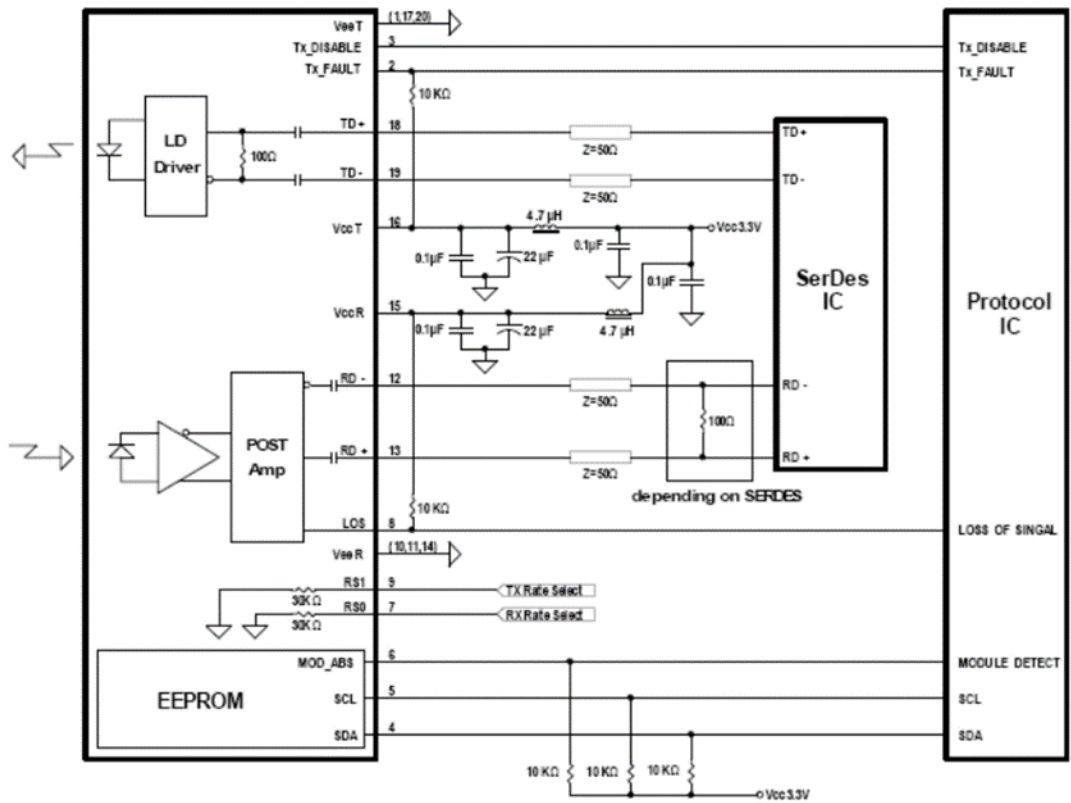 VeeT (1,17,20)
Tx_DISABLE 3 Tx_DISABLE
Tx_FAULT 2 Tx_FAULT
10 KΩ
TD+ 18 TD+
Z=50Ω
LD
Driver
100Ω
TD- 19 TD-
Z=50Ω
VccT 16 4.7 µH Vcc3.3V
0.1µF 22 µF 0.1µF
0.1µF
SerDes
IC
Protocol
IC
VccR 15
0.1µF 22 µF 4.7 µH
RD - 12 RD -
Z=50Ω
100Ω
POST
Amp
RD + 13 RD +
Z=50Ω
depending on SERDES
10 KΩ
LOS 8 LOSS OF SINGAL
VeeR (10,11,14)
RS1 9 TX Rate Select
30KΩ
RS0 7 RX Rate Select
30KΩ
MOD_ABS 6 MODULE DETECT
EEPROM
SCL 5 SCL
SDA 4 SDA
10 KΩ 10 KΩ 10 KΩ
Vcc3.3V